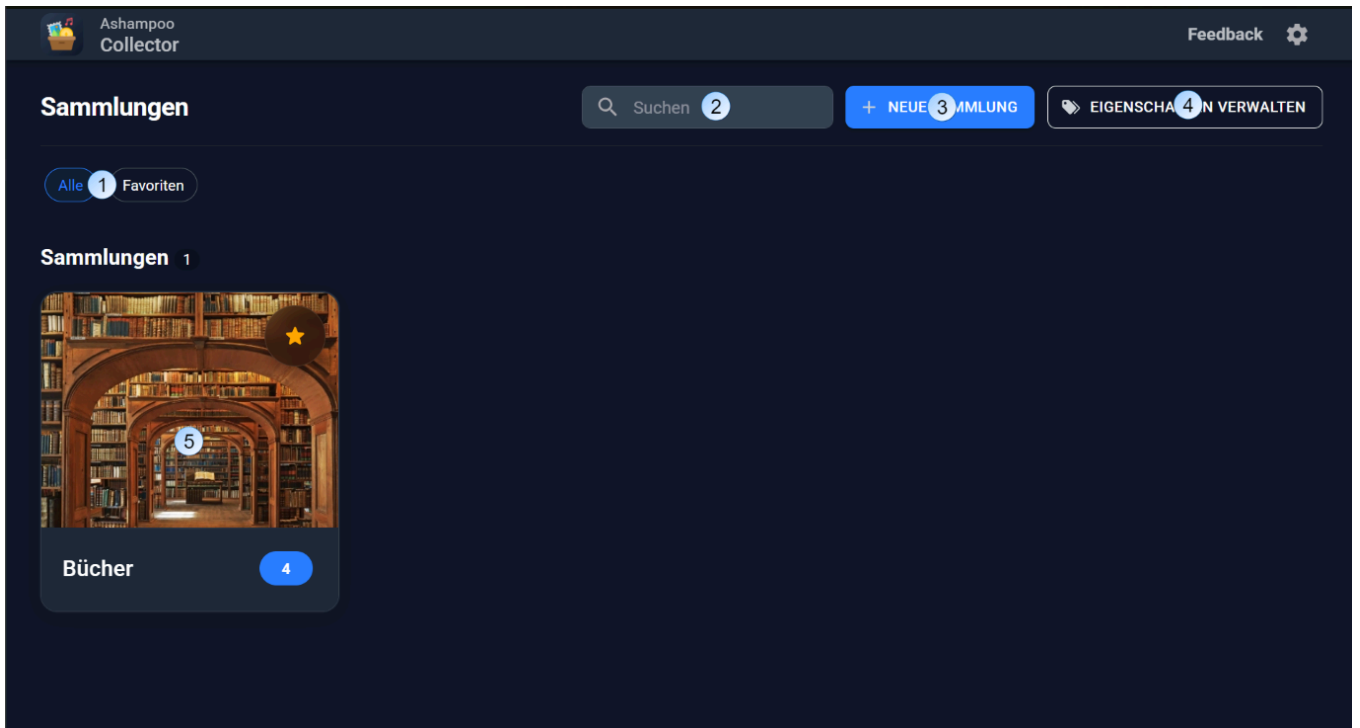 Ashampoo
Collector
Feedback
Sammlungen
Suchen 2
+ NEUE 3 MMLUNG
EIGENSCHA 4 N VERWALTEN
Alle 1 Favoriten
Sammlungen 1
5
Bücher 4